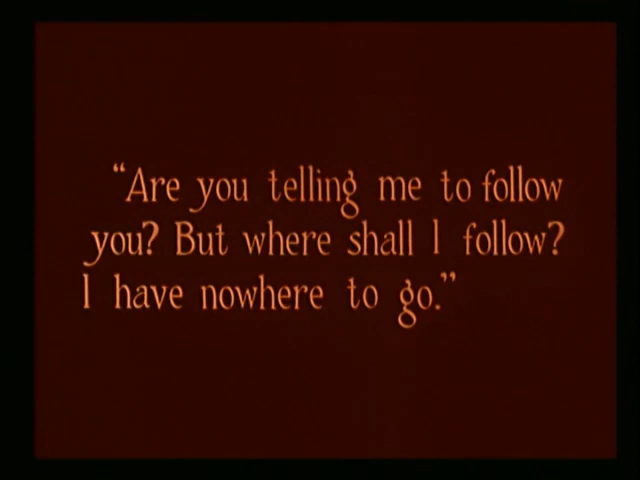 “Are you telling me to follow
you? But where shall I follow?
I have nowhere to go.”